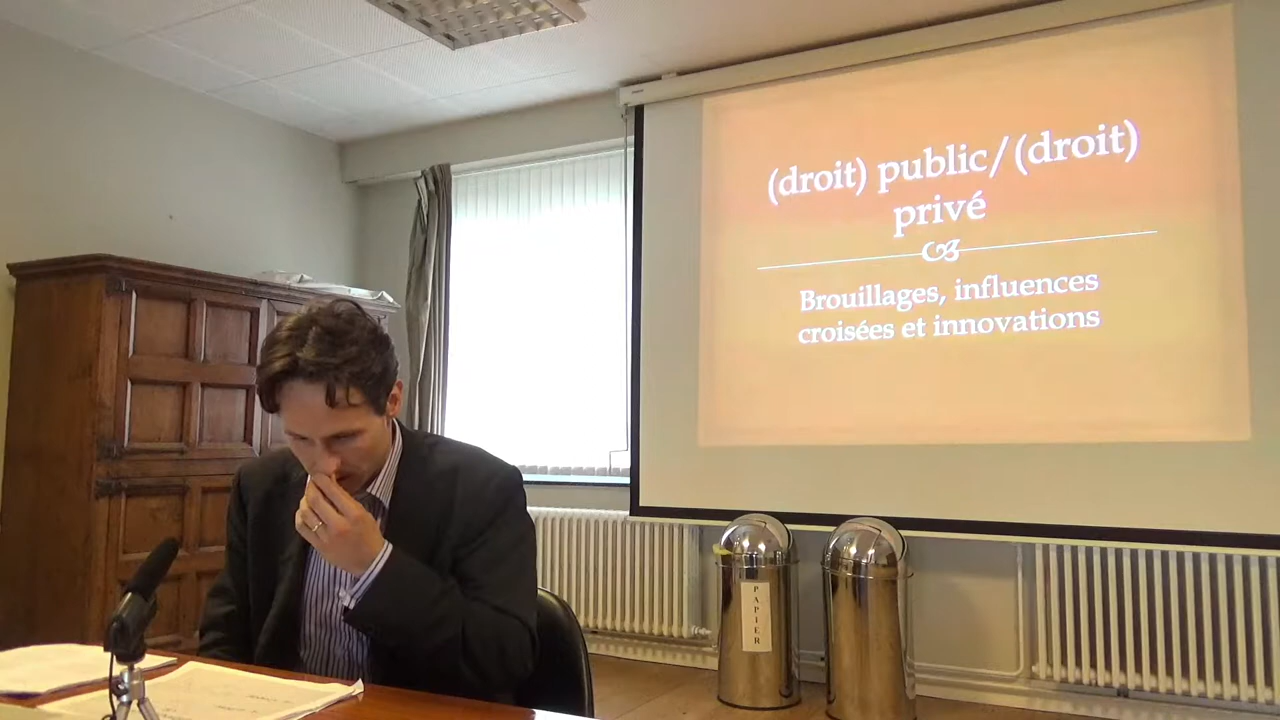 (droit) public/(droit)
privé
Brouillages, influences
croisées et innovations
PAPIER